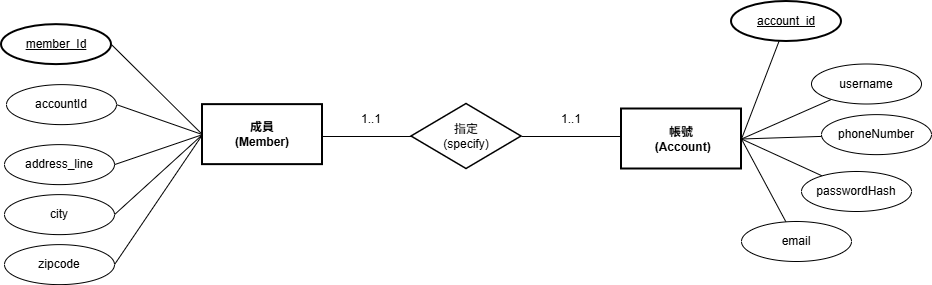 account_id
member_Id
username
accountId
成員
(Member)
1..1
指定
(specify)
1..1
帳號
(Account)
phoneNumber
address_line
passwordHash
city
email
zipcode